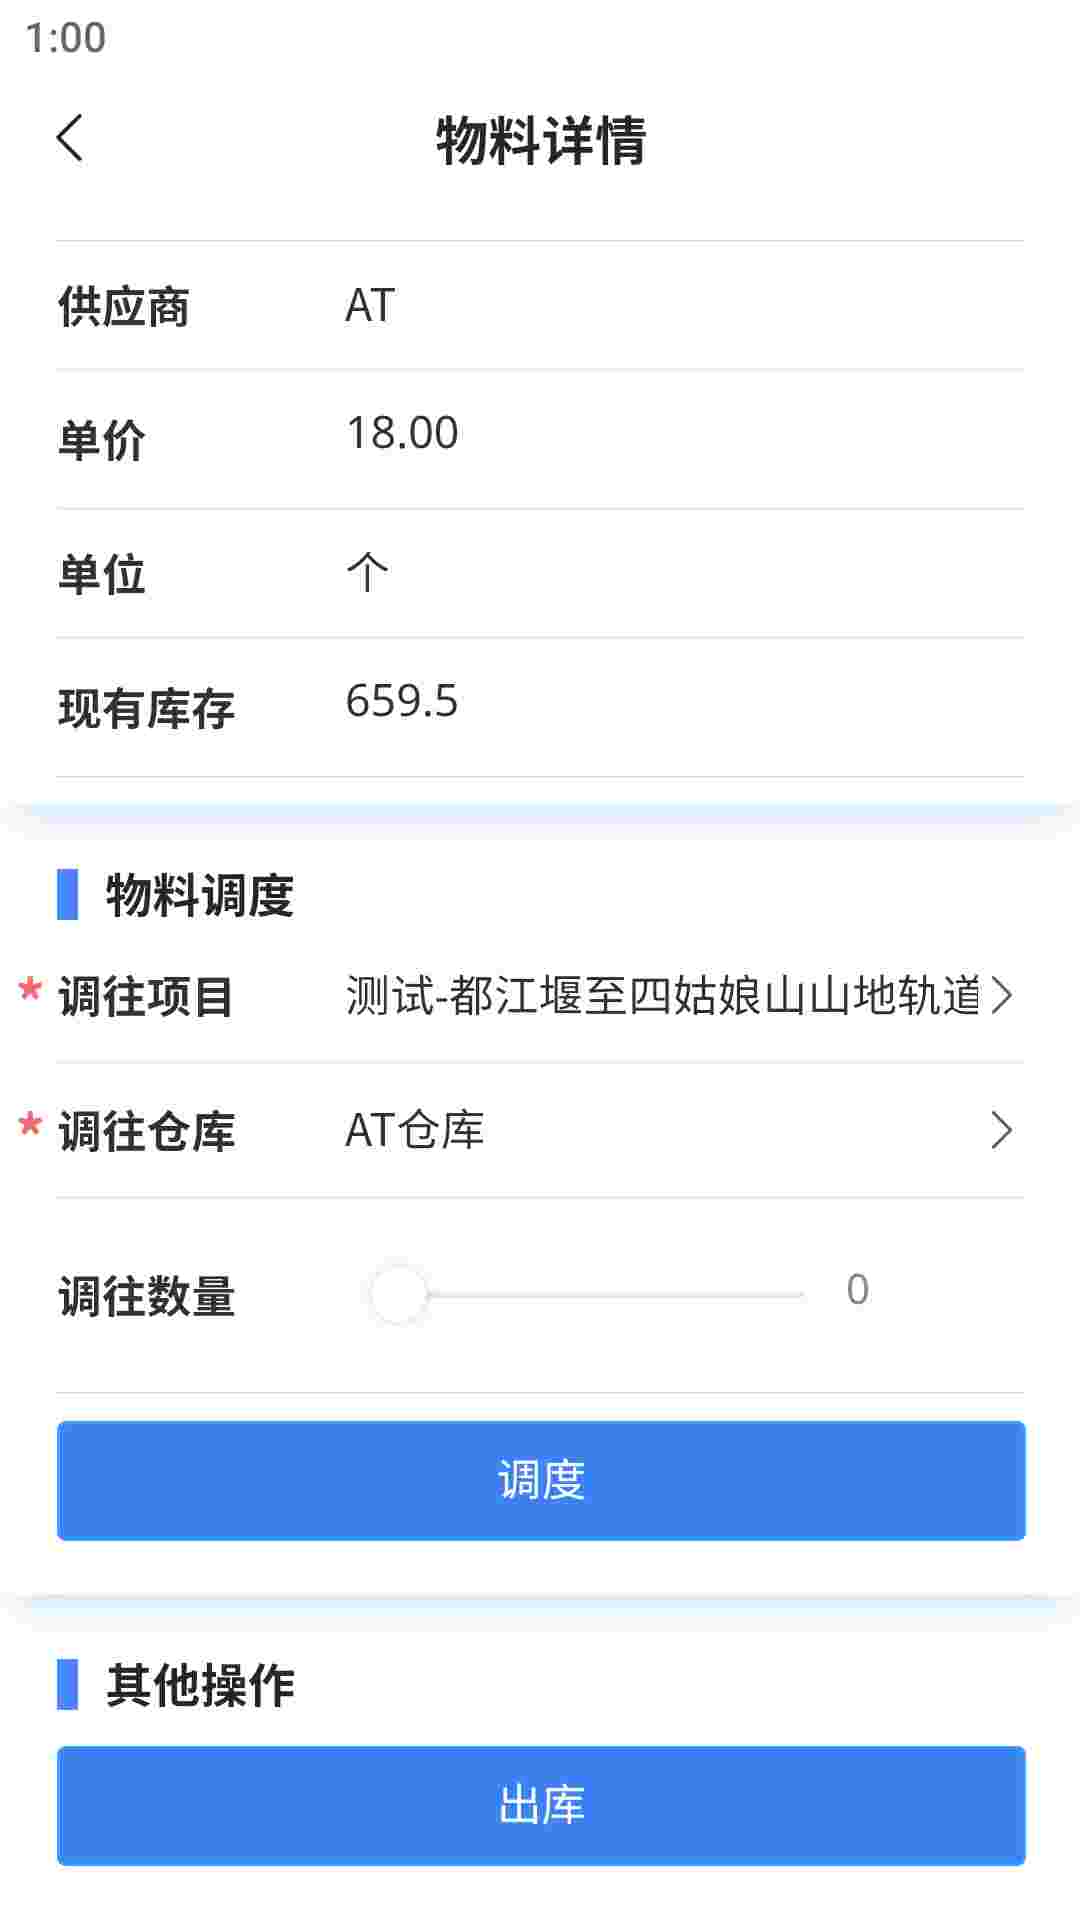 1:00
物料详情
供应商 AT
单价 18.00
单位 个
现有库存 659.5
物料调度
* 调往项目 测试-都江堰至四姑娘山山地轨道
* 调往仓库 AT仓库
调往数量 0
调度
其他操作
出库